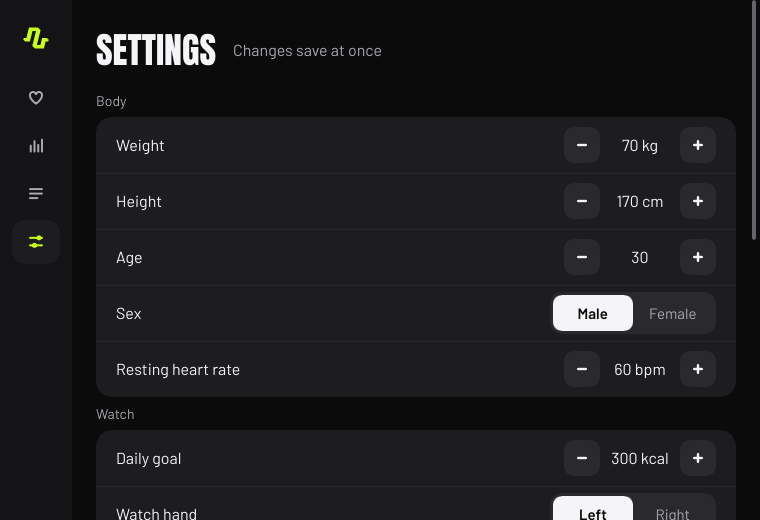 SETTINGS Changes save at once
Body
Weight − 70 kg +
Height − 170 cm +
Age − 30 +
Sex Male Female
Resting heart rate − 60 bpm +
Watch
Daily goal − 300 kcal +
Watch hand Left Right